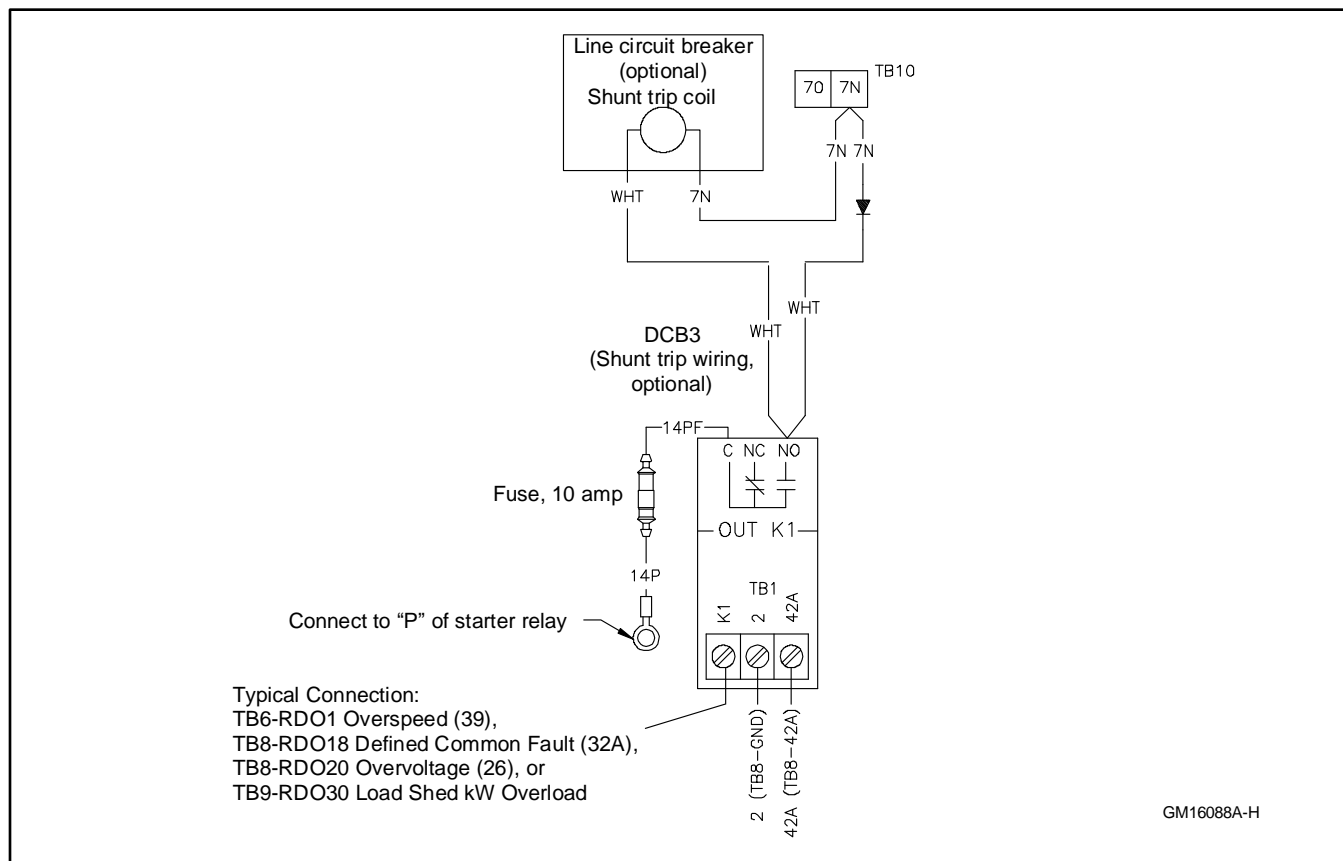 Line circuit breaker
(optional)
Shunt trip coil
70 7N TB10
7N 7N
WHT 7N
WHT WHT
DCB3
(Shunt trip wiring,
optional)
14PF
C NC NO
Fuse, 10 amp
OUT K1
14P
TB1
K1 2 42A
Connect to “P” of starter relay
Typical Connection:
TB6-RDO1 Overspeed (39),
TB8-RDO18 Defined Common Fault (32A),
TB8-RDO20 Overvoltage (26), or
TB9-RDO30 Load Shed kW Overload
2 (TB8-GND)
42A (TB8-42A)
GM16088A-H